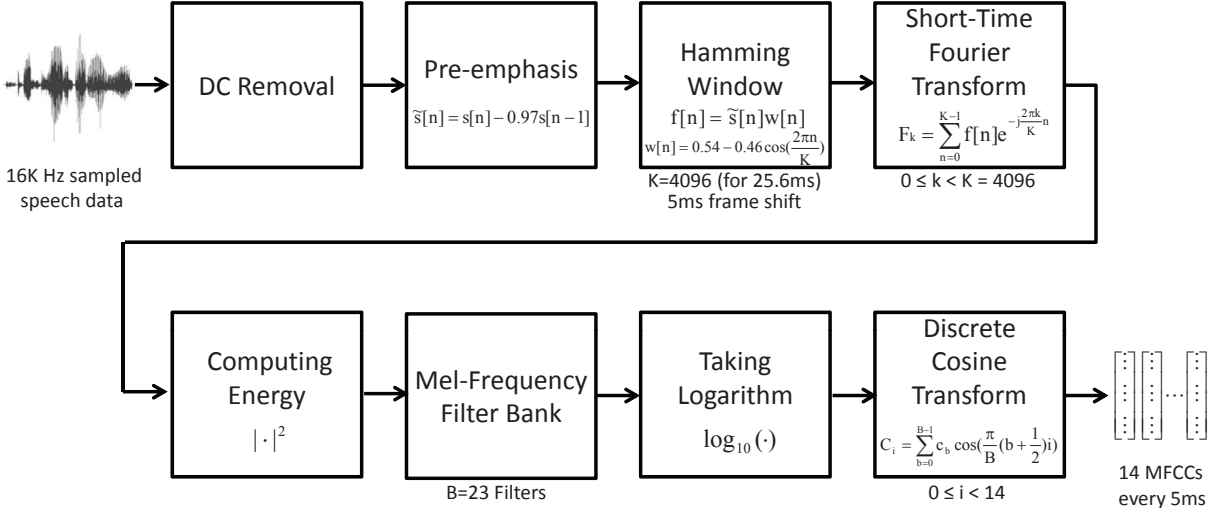 16K Hz sampled
speech data
DC Removal
Pre-emphasis
s̃[n] = s[n] − 0.97s[n − 1]
Hamming
Window
f[n] = s̃[n]w[n]
w[n] = 0.54 − 0.46 cos(2πn/K)
K=4096 (for 25.6ms)
5ms frame shift
Short-Time
Fourier
Transform
F_k = ∑_{n=0}^{K−1} f[n]e^{−j(2πk/K)n}
0 ≤ k < K = 4096
Computing
Energy
|·|²
Mel-Frequency
Filter Bank
B=23 Filters
Taking
Logarithm
log₁₀(·)
Discrete
Cosine
Transform
C_i = ∑_{b=0}^{B−1} c_b cos(π/B(b + 1/2)i)
0 ≤ i < 14
14 MFCCs
every 5ms